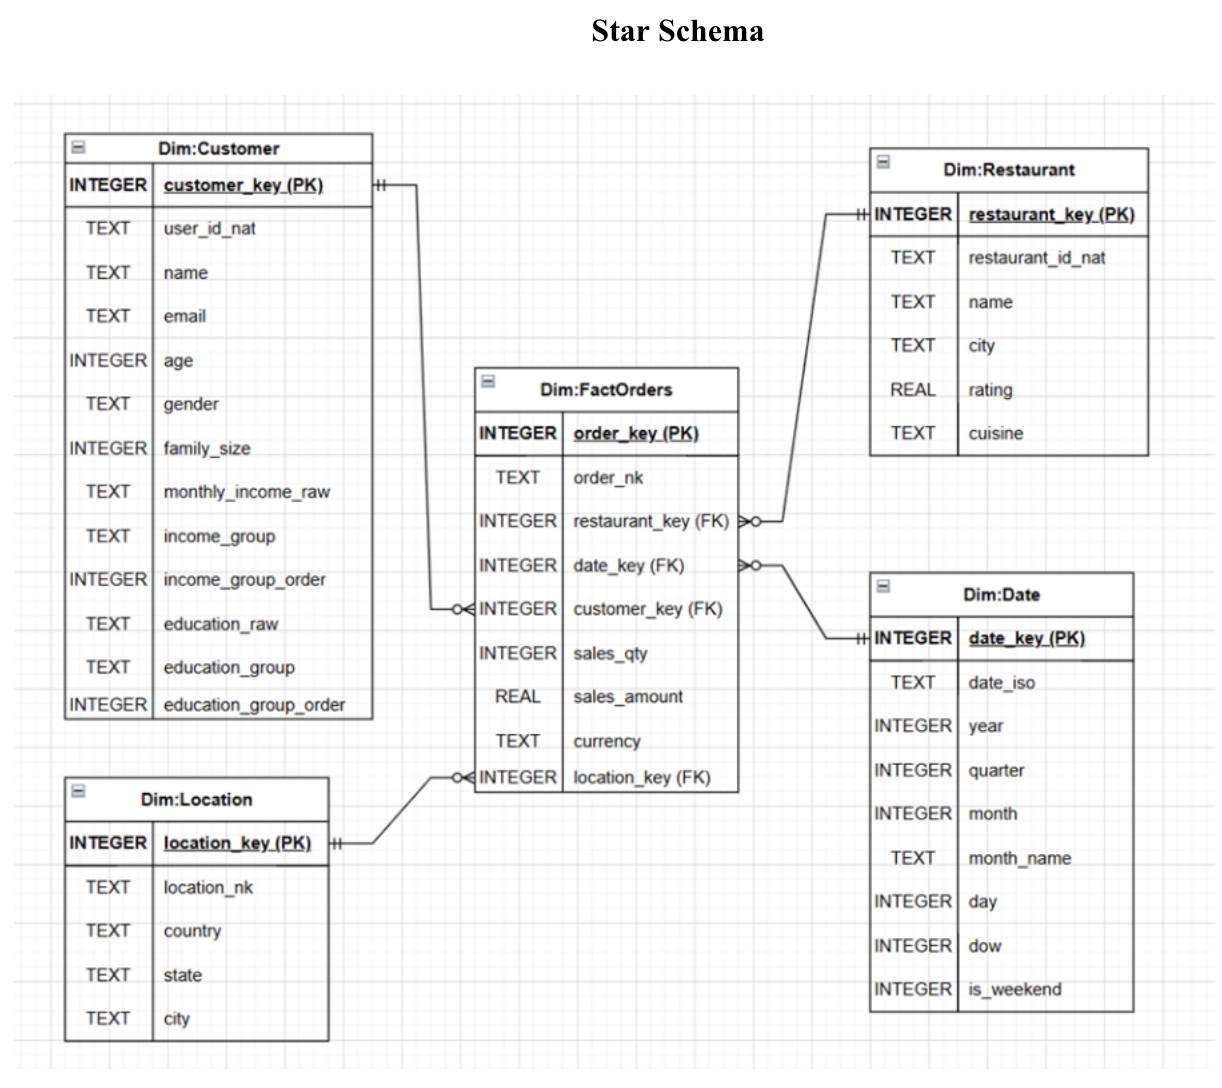 Star Schema
Dim:Customer
INTEGER customer_key (PK)
TEXT user_id_nat
TEXT name
TEXT email
INTEGER age
TEXT gender
INTEGER family_size
TEXT monthly_income_raw
TEXT income_group
INTEGER income_group_order
TEXT education_raw
TEXT education_group
INTEGER education_group_order
Dim:Location
INTEGER location_key (PK)
TEXT location_nk
TEXT country
TEXT state
TEXT city
Dim:FactOrders
INTEGER order_key (PK)
TEXT order_nk
INTEGER restaurant_key (FK)
INTEGER date_key (FK)
INTEGER customer_key (FK)
INTEGER sales_qty
REAL sales_amount
TEXT currency
INTEGER location_key (FK)
Dim:Restaurant
INTEGER restaurant_key (PK)
TEXT restaurant_id_nat
TEXT name
TEXT city
REAL rating
TEXT cuisine
Dim:Date
INTEGER date_key (PK)
TEXT date_iso
INTEGER year
INTEGER quarter
INTEGER month
TEXT month_name
INTEGER day
INTEGER dow
INTEGER is_weekend